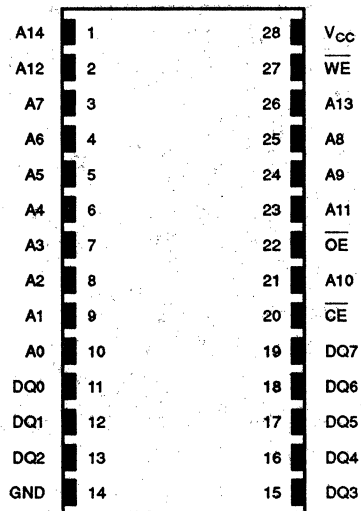 A14 1 28 VCC
A12 2 27 WE
A7 3 26 A13
A6 4 25 A8
A5 5 24 A9
A4 6 23 A11
A3 7 22 OE
A2 8 21 A10
A1 9 20 CE
A0 10 19 DQ7
DQ0 11 18 DQ6
DQ1 12 17 DQ5
DQ2 13 16 DQ4
GND 14 15 DQ3